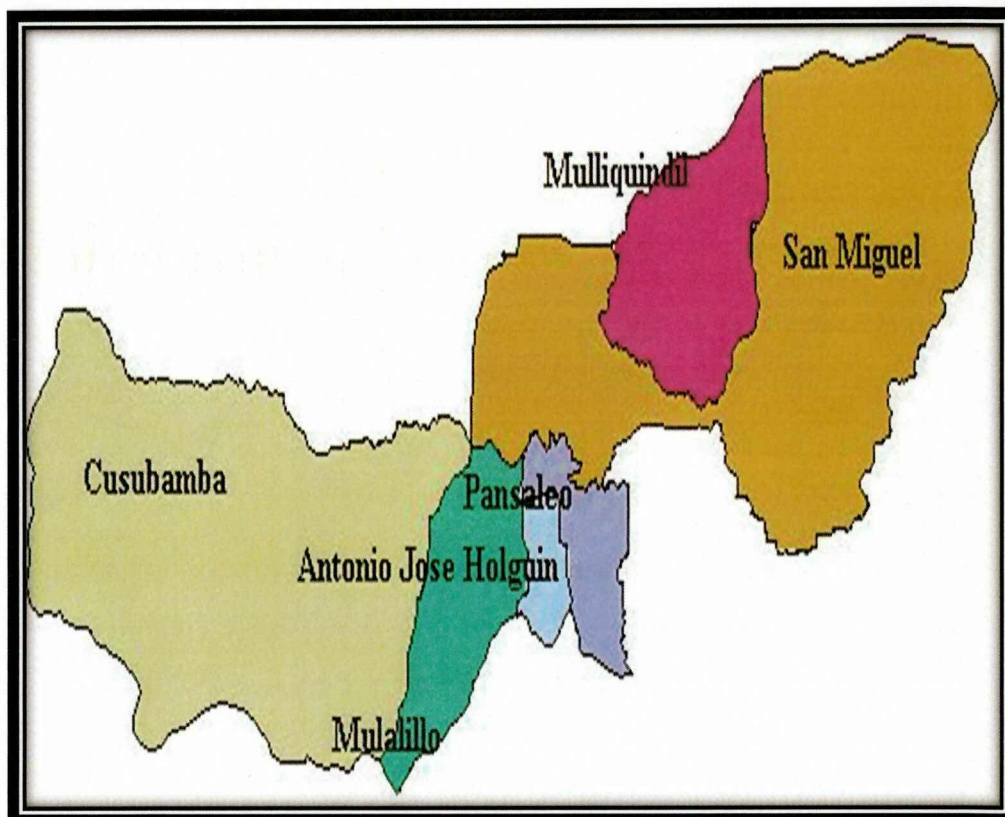 Mulliquindil
San Miguel
Cusubamba
Pansaleo
Antonio Jose Holguin
Mulalillo